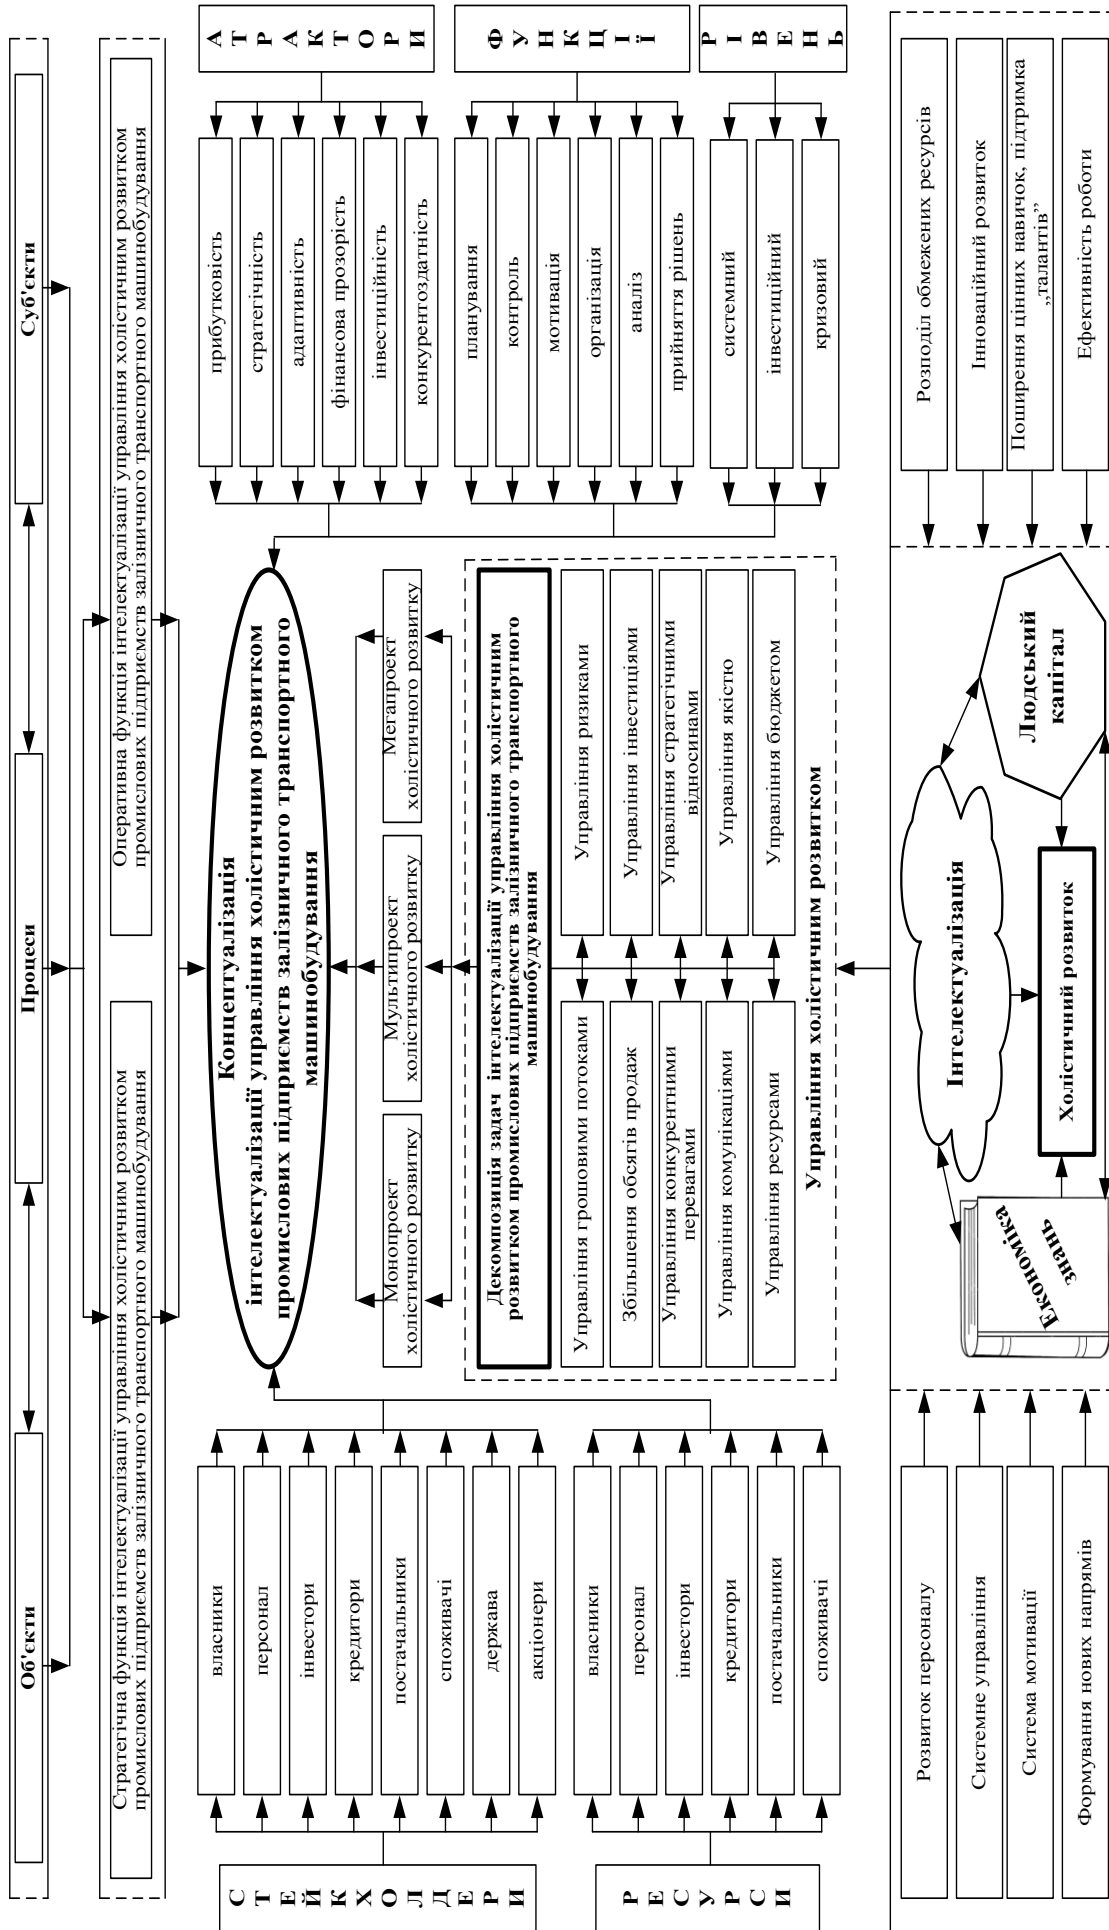 Об'єкти
Процеси
Суб'єкти
Стратегічна функція інтелектуалізації управління холістичним розвитком
промислових підприємств залізничного транспортного машинобудування
Оперативна функція інтелектуалізації управління холістичним розвитком
промислових підприємств залізничного транспортного машинобудування
СТЕЙКХОЛДЕРИ
власники
персонал
інвестори
кредитори
постачальники
споживачі
держава
акціонери
РЕСУРСИ
власники
персонал
інвестори
кредитори
постачальники
споживачі
Концептуалізація
інтелектуалізації управління холістичним розвитком
промислових підприємств залізничного транспортного
машинобудування
Монопроект
холістичного розвитку
Мультипроект
холістичного розвитку
Мегапроект
холістичного розвитку
Декомпозиція задач інтелектуалізації управління холістичним
розвитком промислових підприємств залізничного транспортного
машинобудування
Управління грошовими потоками
Збільшення обсягів продаж
Управління конкурентними
перевагами
Управління комунікаціями
Управління ресурсами
Управління ризиками
Управління інвестиціями
Управління стратегічними
відносинами
Управління якістю
Управління бюджетом
Управління холістичним розвитком
прибутковість
стратегічність
адаптивність
фінансова прозорість
інвестиційність
конкурентоздатність
АТРАКТОРИ
планування
контроль
мотивація
організація
аналіз
прийняття рішень
ФУНКЦІЇ
системний
інвестиційний
кризовий
РІВЕНЬ
Розвиток персоналу
Системне управління
Система мотивації
Формування нових напрямів
Економіка
знань
Інтелектуалізація
Холістичний розвиток
Людський
капітал
Розподіл обмежених ресурсів
Інноваційний розвиток
Поширення цінних навичок, підтримка
„талантів”
Ефективність роботи